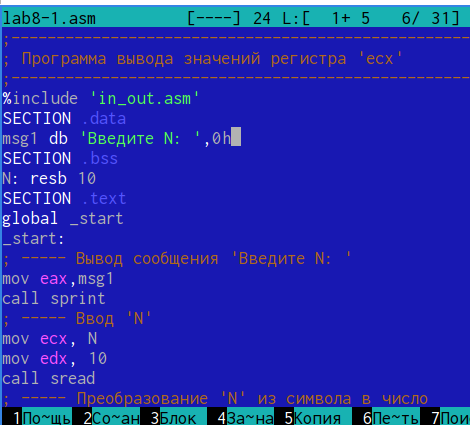 lab8-1.asm [----] 24 L:[ 1+ 5 6/ 31]
;--------------------------------------------------
; Программа вывода значений регистра 'ecx'
;--------------------------------------------------
%include 'in_out.asm'
SECTION .data
msg1 db 'Введите N: ',0h
SECTION .bss
N: resb 10
SECTION .text
global _start
_start:
; ----- Вывод сообщения 'Введите N: '
mov eax,msg1
call sprint
; ----- Ввод 'N'
mov ecx, N
mov edx, 10
call sread
; ----- Преобразование 'N' из символа в число
1По~щь 2Со~ан 3Блок 4За~на 5Копия 6Пе~ть 7Пои